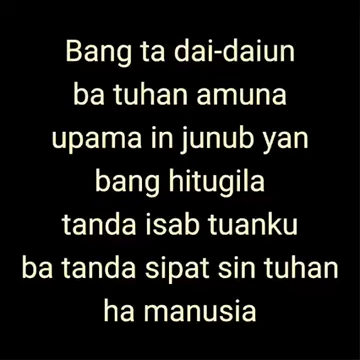 Bang ta dai-daiun
ba tuhan amuna
upama in junub yan
bang hitugila
tanda isab tuanku
ba tanda sipat sin tuhan
ha manusia